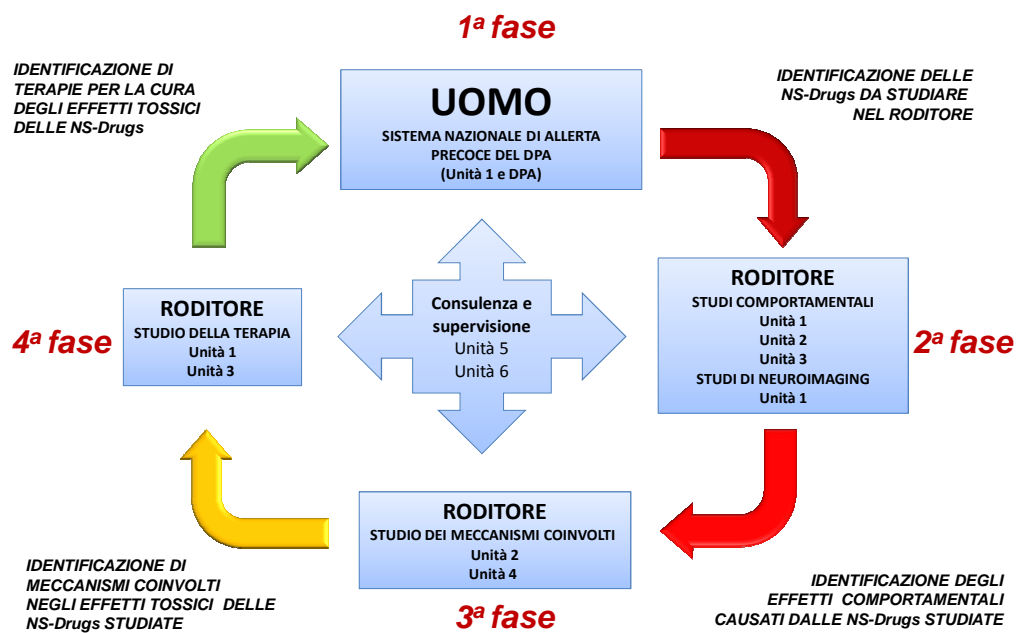 1ª fase
IDENTIFICAZIONE DI
TERAPIE PER LA CURA
DEGLI EFFETTI TOSSICI
DELLE NS-Drugs
UOMO
SISTEMA NAZIONALE DI ALLERTA
PRECOCE DEL DPA
(Unità 1 e DPA)
IDENTIFICAZIONE DELLE
NS-Drugs DA STUDIARE
NEL RODITORE
4ª fase
RODITORE
STUDIO DELLA TERAPIA
Unità 1
Unità 3
Consulenza e
supervisione
Unità 5
Unità 6
RODITORE
STUDI COMPORTAMENTALI
Unità 1
Unità 2
Unità 3
STUDI DI NEUROIMAGING
Unità 1
2ª fase
RODITORE
STUDIO DEI MECCANISMI COINVOLTI
Unità 2
Unità 4
IDENTIFICAZIONE DI
MECCANISMI COINVOLTI
NEGLI EFFETTI TOSSICI DELLE
NS-Drugs STUDIATE
3ª fase
IDENTIFICAZIONE DEGLI
EFFETTI COMPORTAMENTALI
CAUSATI DALLE NS-Drugs STUDIATE